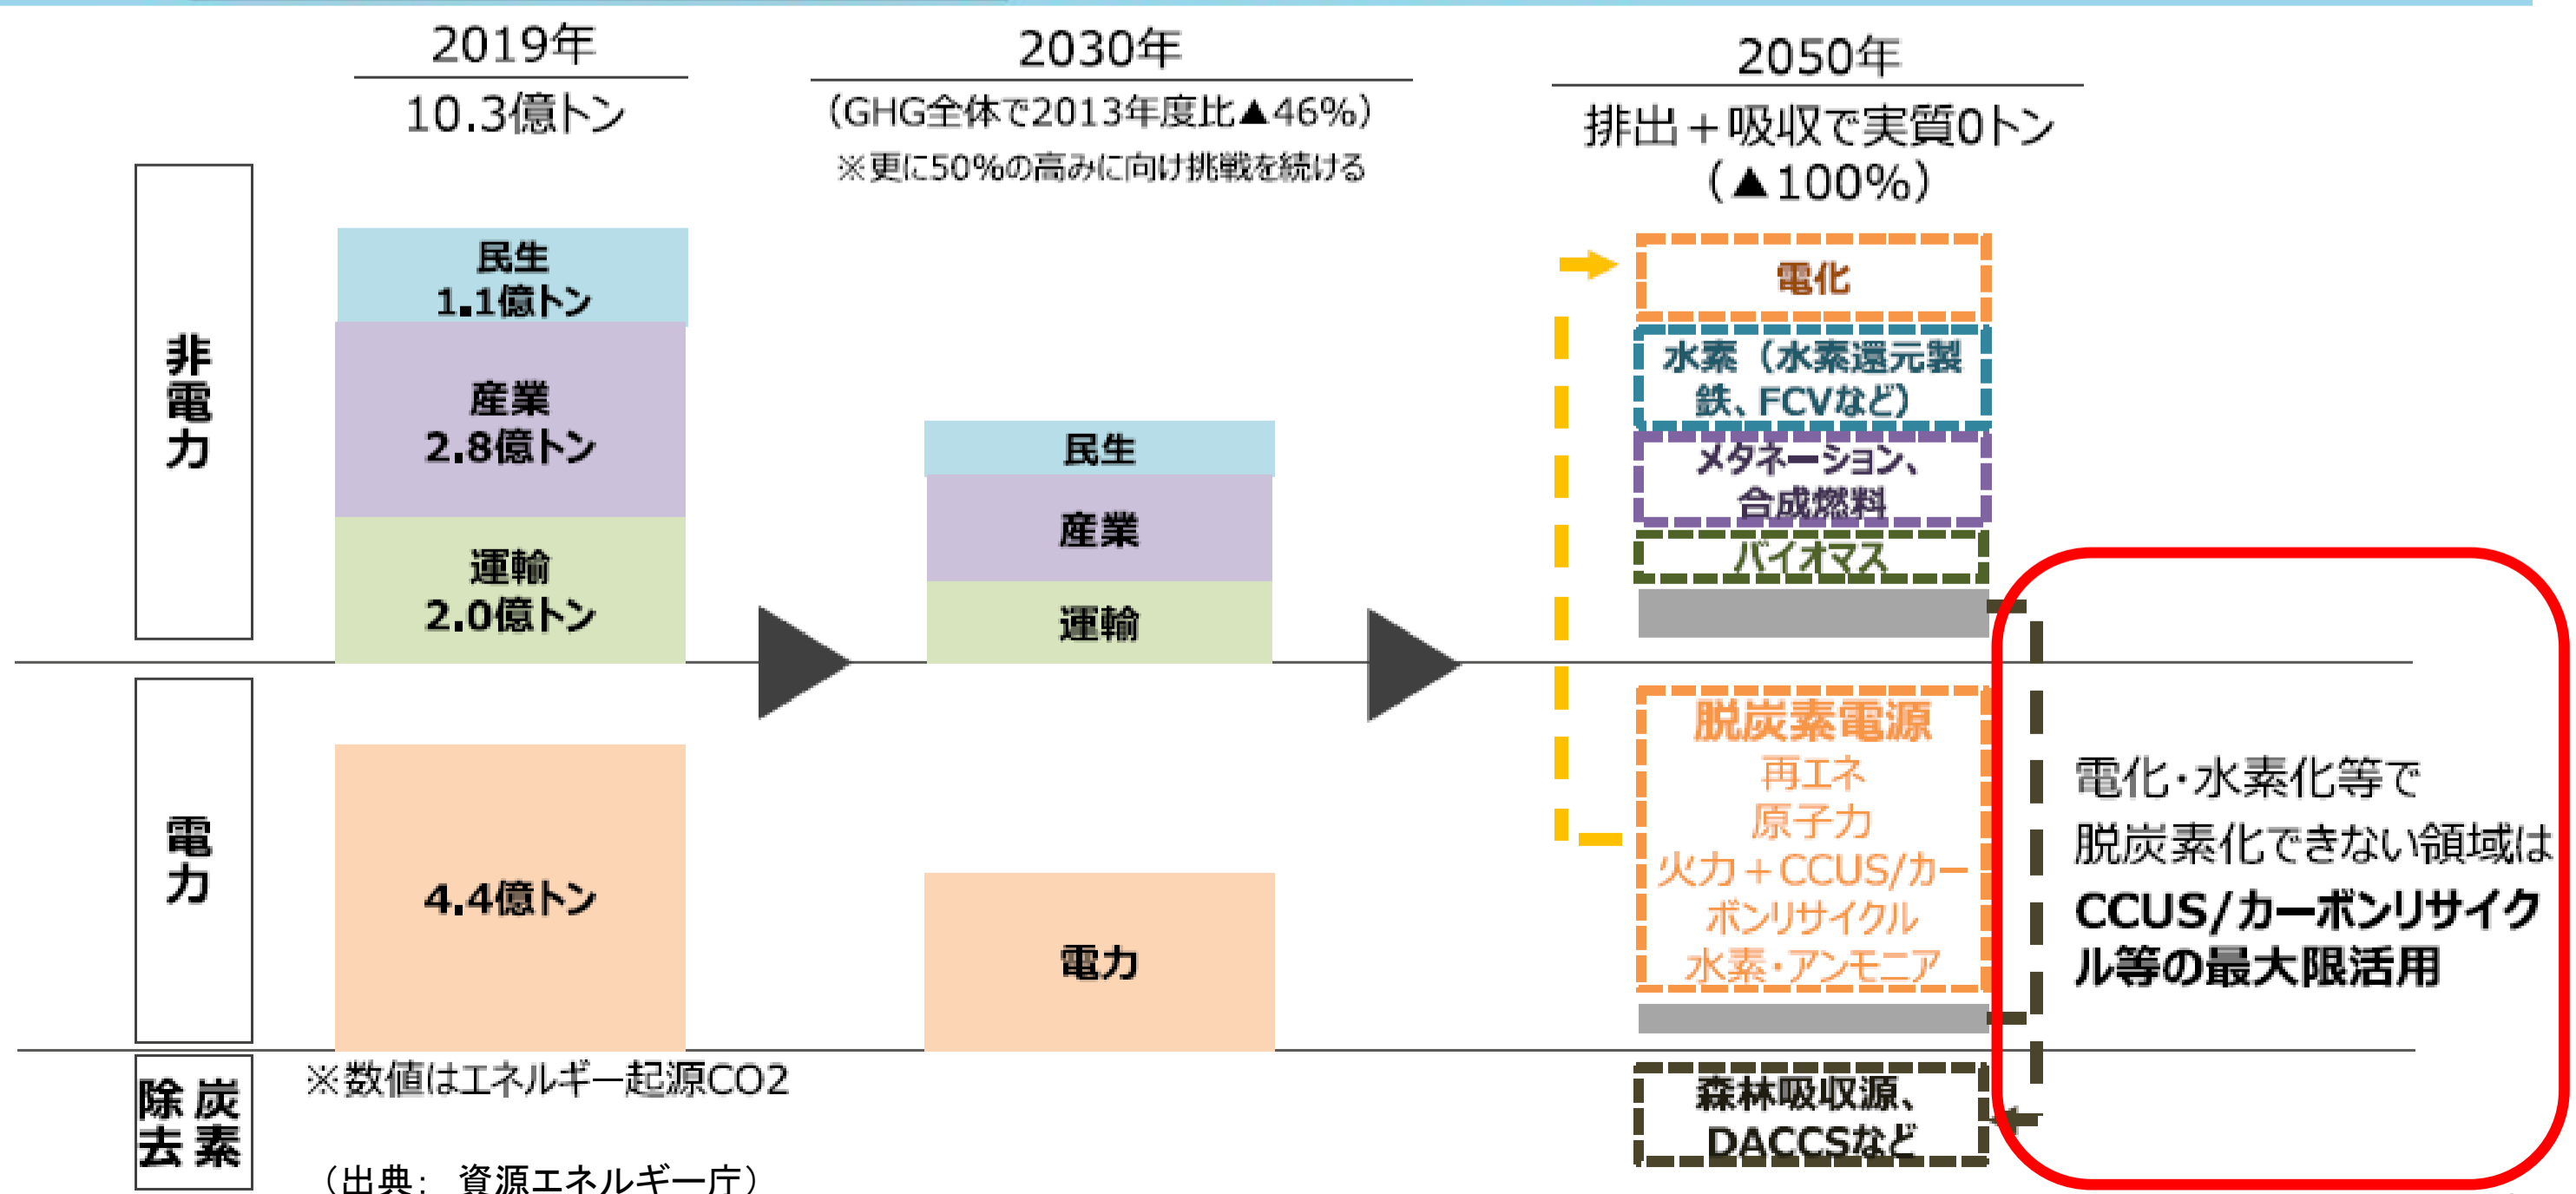 2019年
10.3億トン
2030年
（GHG全体で2013年度比▲46%）
※更に50%の高みに向け挑戦を続ける
2050年
排出＋吸収で実質0トン
（▲100%）
非電力
民生
1.1億トン
産業
2.8億トン
運輸
2.0億トン
民生
産業
運輸
電化
水素（水素還元製
鉄、FCVなど）
メタネーション、
合成燃料
バイオマス
電力
4.4億トン
電力
脱炭素電源
再エネ
原子力
火力＋CCUS/カー
ボンリサイクル
水素・アンモニア
電化・水素化等で
脱炭素化できない領域は
CCUS/カーボンリサイク
ル等の最大限活用
炭素
除去
※数値はエネルギー起源CO2
森林吸収源、
DACCSなど
（出典：　資源エネルギー庁）